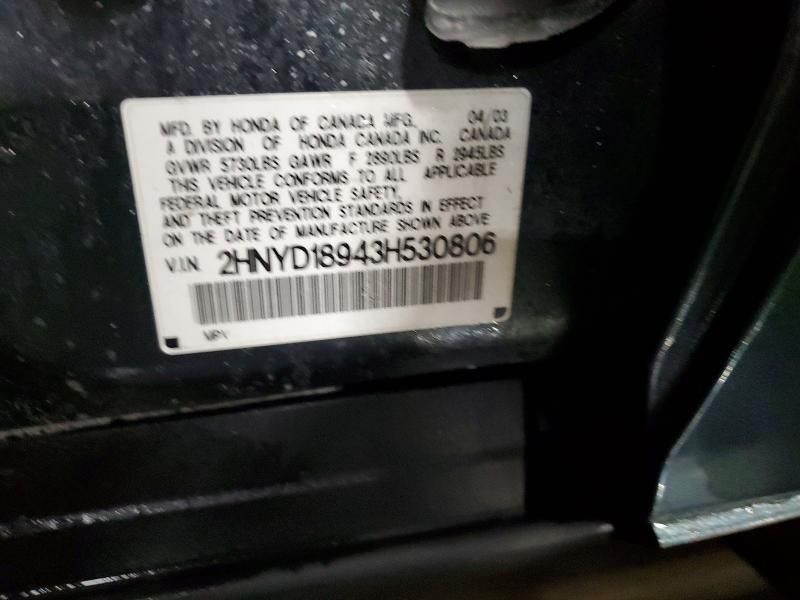 MFD. BY HONDA OF CANADA MFG. 04/03
A DIVISION OF HONDA CANADA INC. CANADA
GVWR 5730LBS GAWR F 2890LBS R 2945LBS
THIS VEHICLE CONFORMS TO ALL APPLICABLE
FEDERAL MOTOR VEHICLE SAFETY,
AND THEFT PREVENTION STANDARDS IN EFFECT
ON THE DATE OF MANUFACTURE SHOWN ABOVE
V.I.N. 2HNYD18943H530806
MPV